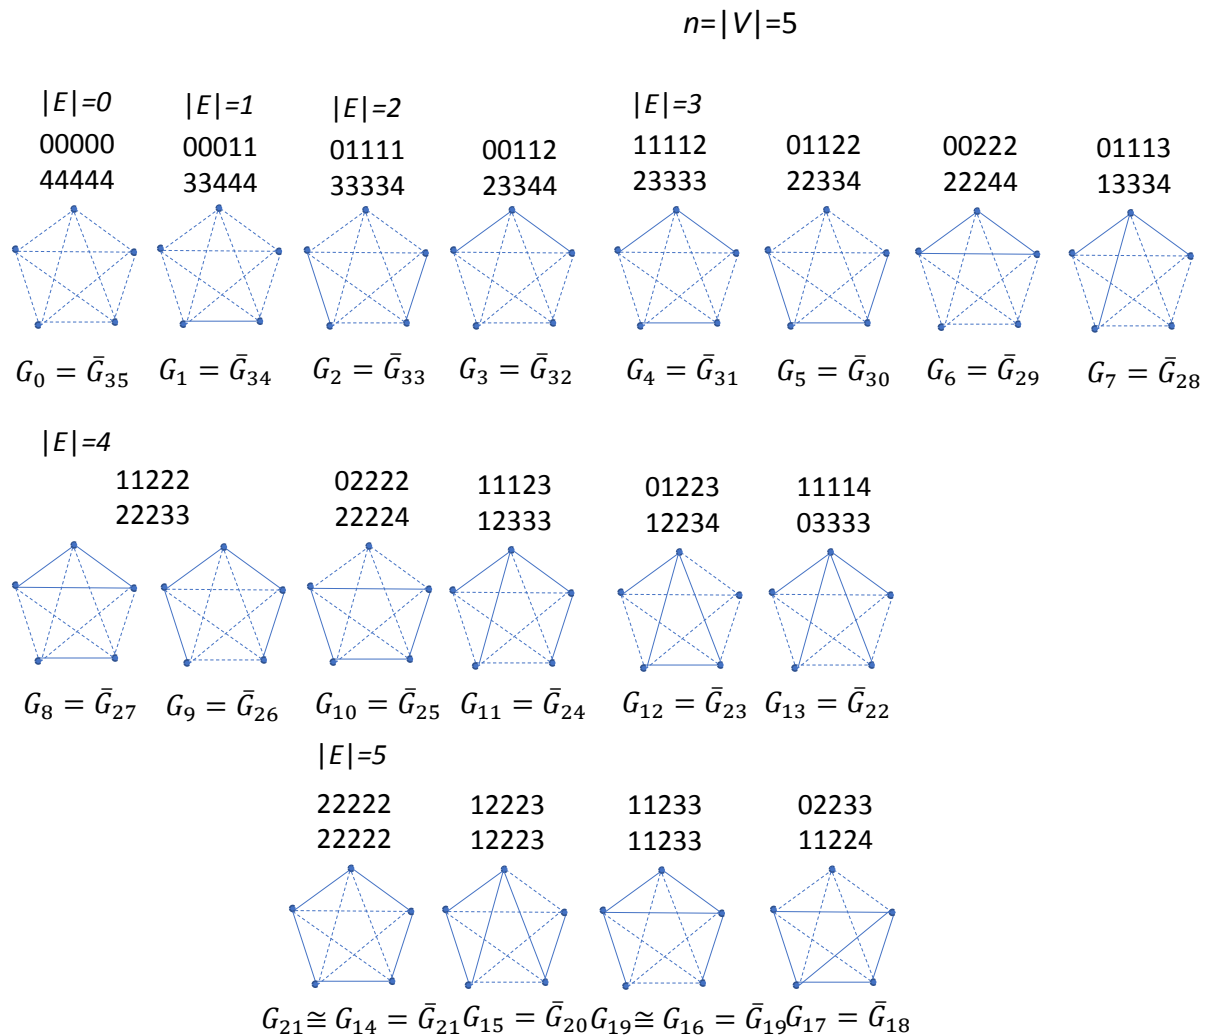 n=|V|=5
|E|=0 |E|=1 |E|=2 |E|=3
00000 00011 01111 00112 11112 01122 00222 01113
44444 33444 33334 23344 23333 22334 22244 13334
G₀ = Ḡ₃₅ G₁ = Ḡ₃₄ G₂ = Ḡ₃₃ G₃ = Ḡ₃₂ G₄ = Ḡ₃₁ G₅ = Ḡ₃₀ G₆ = Ḡ₂₉ G₇ = Ḡ₂₈
|E|=4
11222 02222 11123 01223 11114
22233 22224 12333 12234 03333
G₈ = Ḡ₂₇ G₉ = Ḡ₂₆ G₁₀ = Ḡ₂₅ G₁₁ = Ḡ₂₄ G₁₂ = Ḡ₂₃ G₁₃ = Ḡ₂₂
|E|=5
22222 12223 11233 02233
22222 12223 11233 11224
G₂₁ ≅ G₁₄ = Ḡ₂₁ G₁₅ = Ḡ₂₀ G₁₉ ≅ G₁₆ = Ḡ₁₉ G₁₇ = Ḡ₁₈